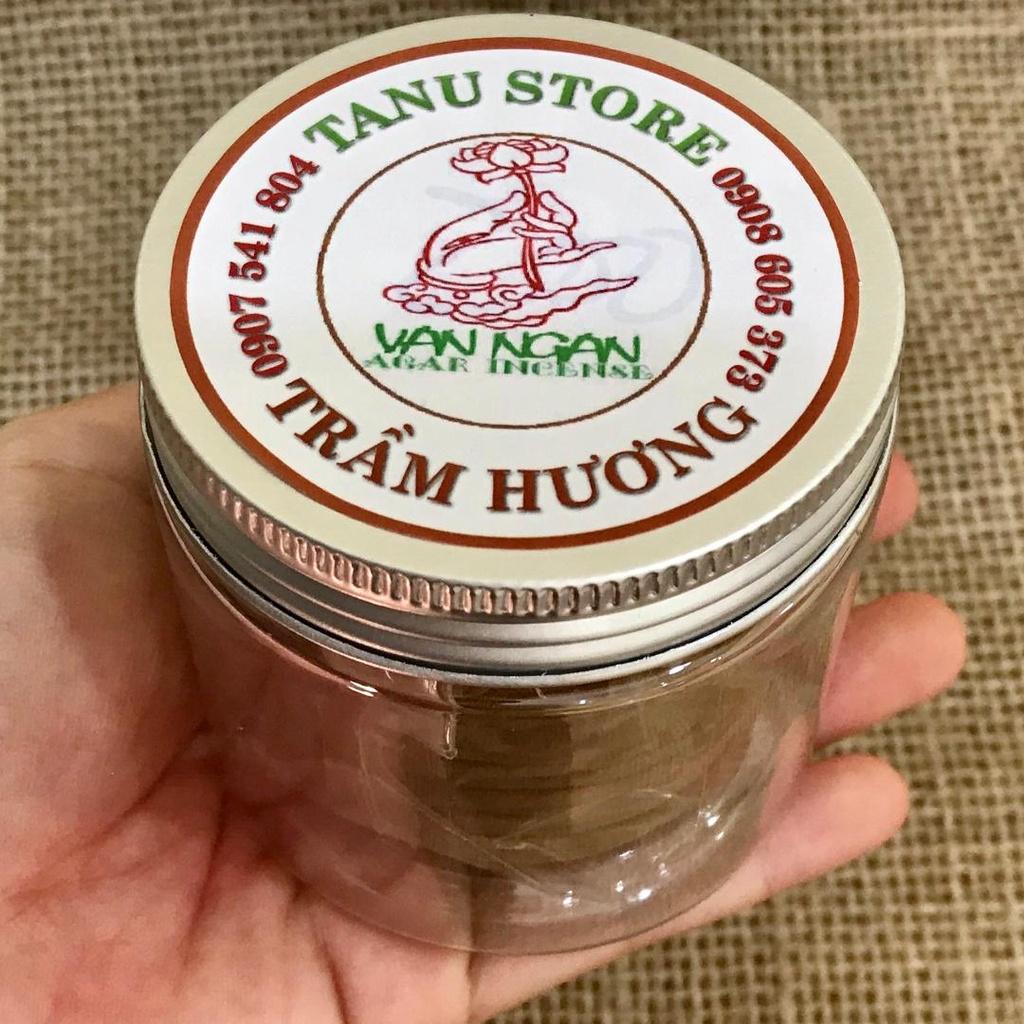 TANU STORE
0907 541 804
0908 605 373
VAN NGAN
AGAR INCENSE
TRẦM HƯƠNG